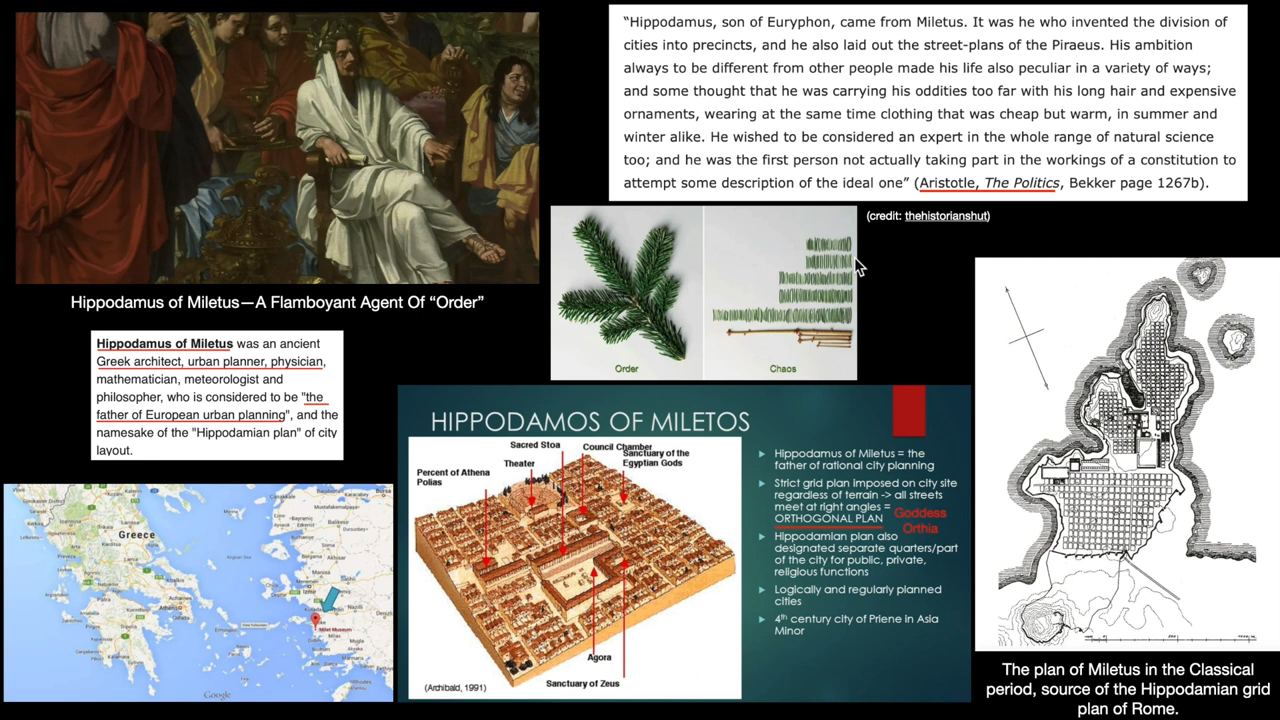 “Hippodamus, son of Euryphon, came from Miletus. It was he who invented the division of
cities into precincts, and he also laid out the street-plans of the Piraeus. His ambition
always to be different from other people made his life also peculiar in a variety of ways;
and some thought that he was carrying his oddities too far with his long hair and expensive
ornaments, wearing at the same time clothing that was cheap but warm, in summer and
winter alike. He wished to be considered an expert in the whole range of natural science
too; and he was the first person not actually taking part in the workings of a constitution to
attempt some description of the ideal one” (Aristotle, The Politics, Bekker page 1267b).
(credit: thehistorianshut)
Hippodamus of Miletus—A Flamboyant Agent Of “Order”
Hippodamus of Miletus was an ancient
Greek architect, urban planner, physician,
mathematician, meteorologist and
philosopher, who is considered to be "the
father of European urban planning", and the
namesake of the "Hippodamian plan" of city
layout.
Order
Chaos
HIPPODAMOS OF MILETOS
Sacred Stoa
Council Chamber
Sanctuary of the
Egyptian Gods
Theater
Percent of Athena
Polias
Agora
Sanctuary of Zeus
(Archibald, 1991)
Hippodamus of Miletus = the
father of rational city planning
Strict grid plan imposed on city site
regardless of terrain -> all streets
meet at right angles =
ORTHOGONAL PLAN
Goddess
Orthia
Hippodamian plan also
designated separate quarters/part
of the city for public, private,
religious functions
Logically and regularly planned
cities
4th century city of Priene in Asia
Minor
Greece
Athens
Milet Museum
Google
The plan of Miletus in the Classical
period, source of the Hippodamian grid
plan of Rome.